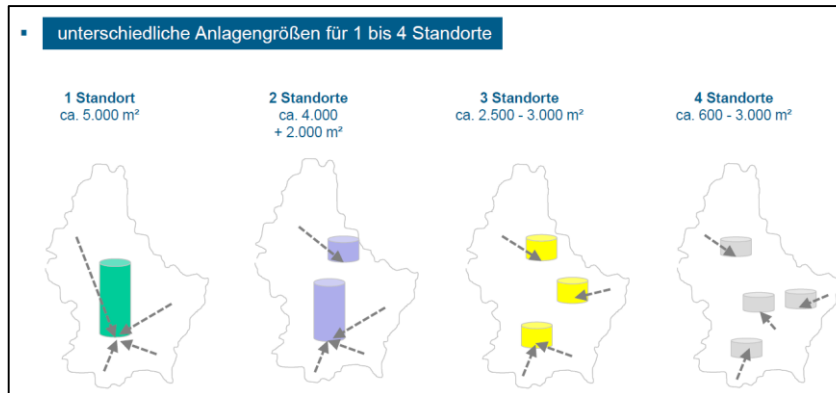 unterschiedliche Anlagengrößen für 1 bis 4 Standorte
1 Standort
ca. 5.000 m²
2 Standorte
ca. 4.000
+ 2.000 m²
3 Standorte
ca. 2.500 - 3.000 m²
4 Standorte
ca. 600 - 3.000 m²